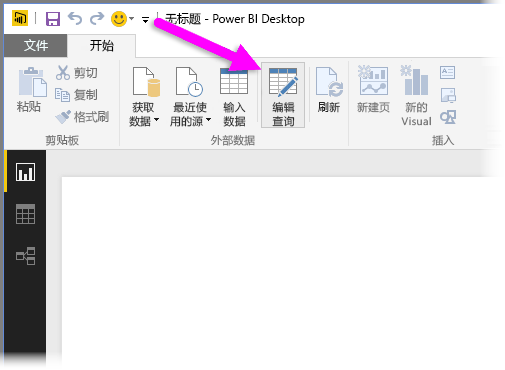 无标题 - Power BI Desktop
文件
开始
粘贴
剪切
复制
格式刷
剪贴板
获取
数据
最近使
用的源
输入
数据
外部数据
编辑
查询
刷新
新建页
新的
Visual
插入